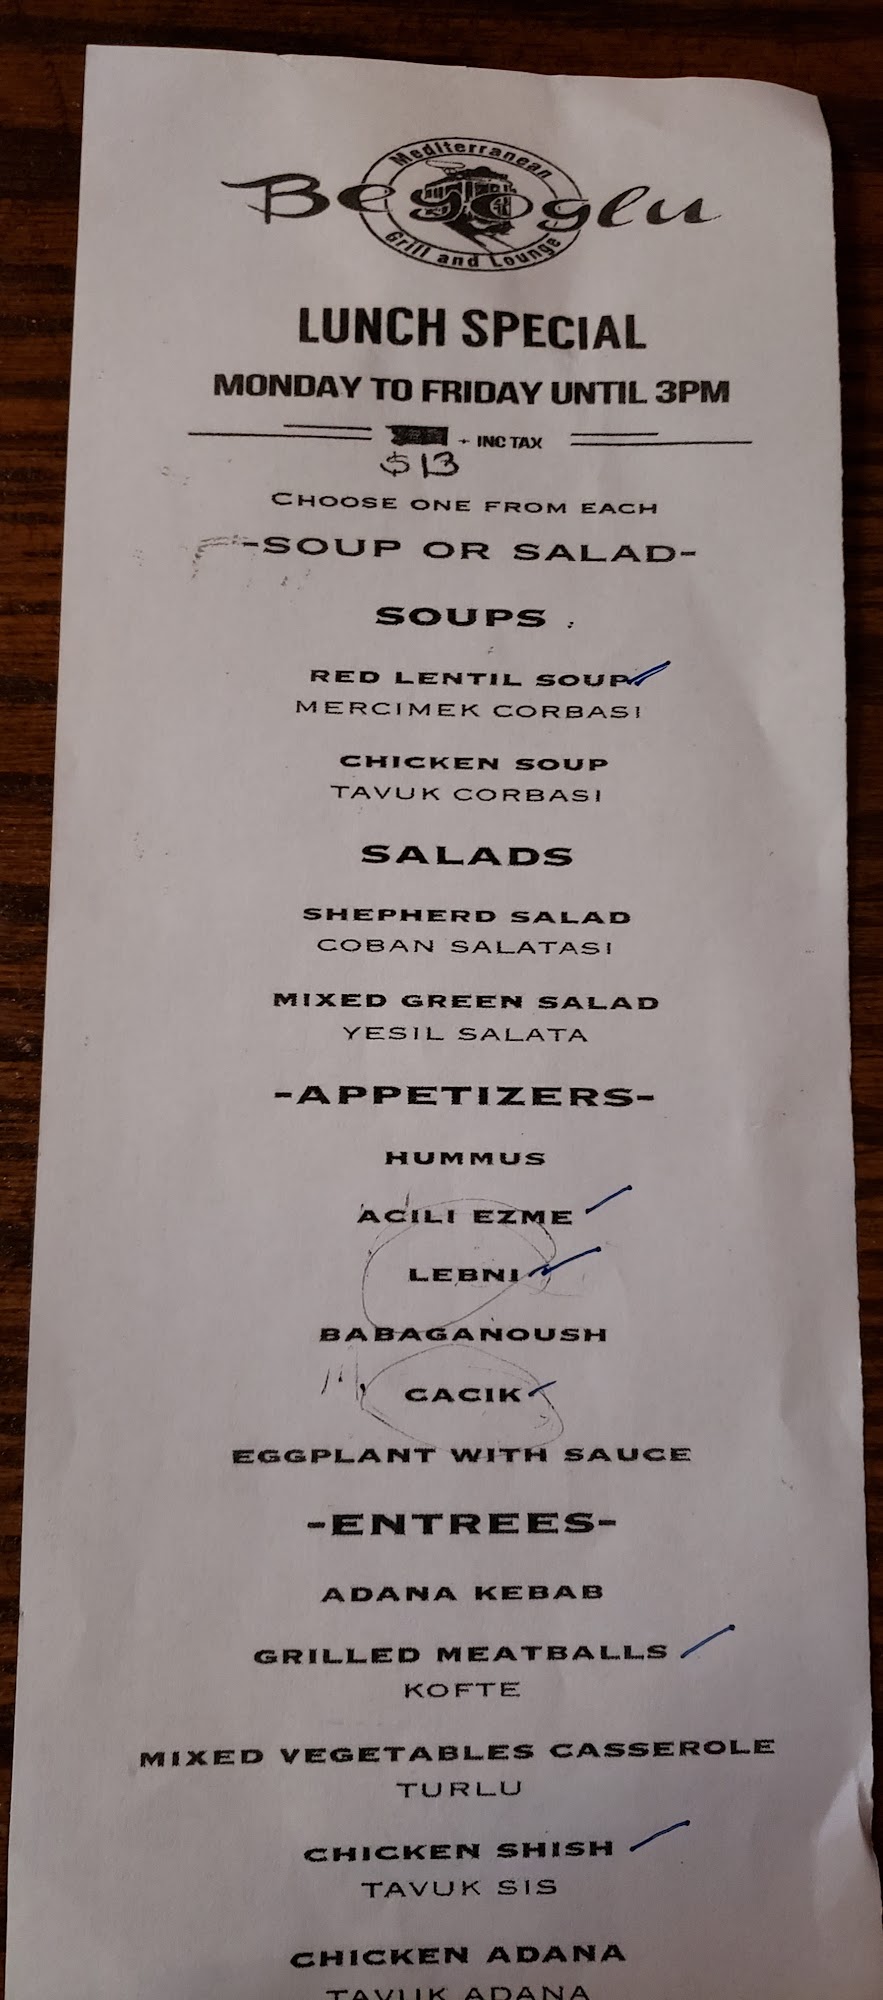 Mediterranean
Beyoglu
Grill and Lounge
LUNCH SPECIAL
MONDAY TO FRIDAY UNTIL 3PM
+ INC TAX
$13
CHOOSE ONE FROM EACH
-SOUP OR SALAD-
SOUPS
RED LENTIL SOUP
MERCIMEK CORBASI
CHICKEN SOUP
TAVUK CORBASI
SALADS
SHEPHERD SALAD
COBAN SALATASI
MIXED GREEN SALAD
YESIL SALATA
-APPETIZERS-
HUMMUS
ACILI EZME
LEBNI
BABAGANOUSH
CACIK
EGGPLANT WITH SAUCE
-ENTREES-
ADANA KEBAB
GRILLED MEATBALLS
KOFTE
MIXED VEGETABLES CASSEROLE
TURLU
CHICKEN SHISH
TAVUK SIS
CHICKEN ADANA
TAVUK ADANA